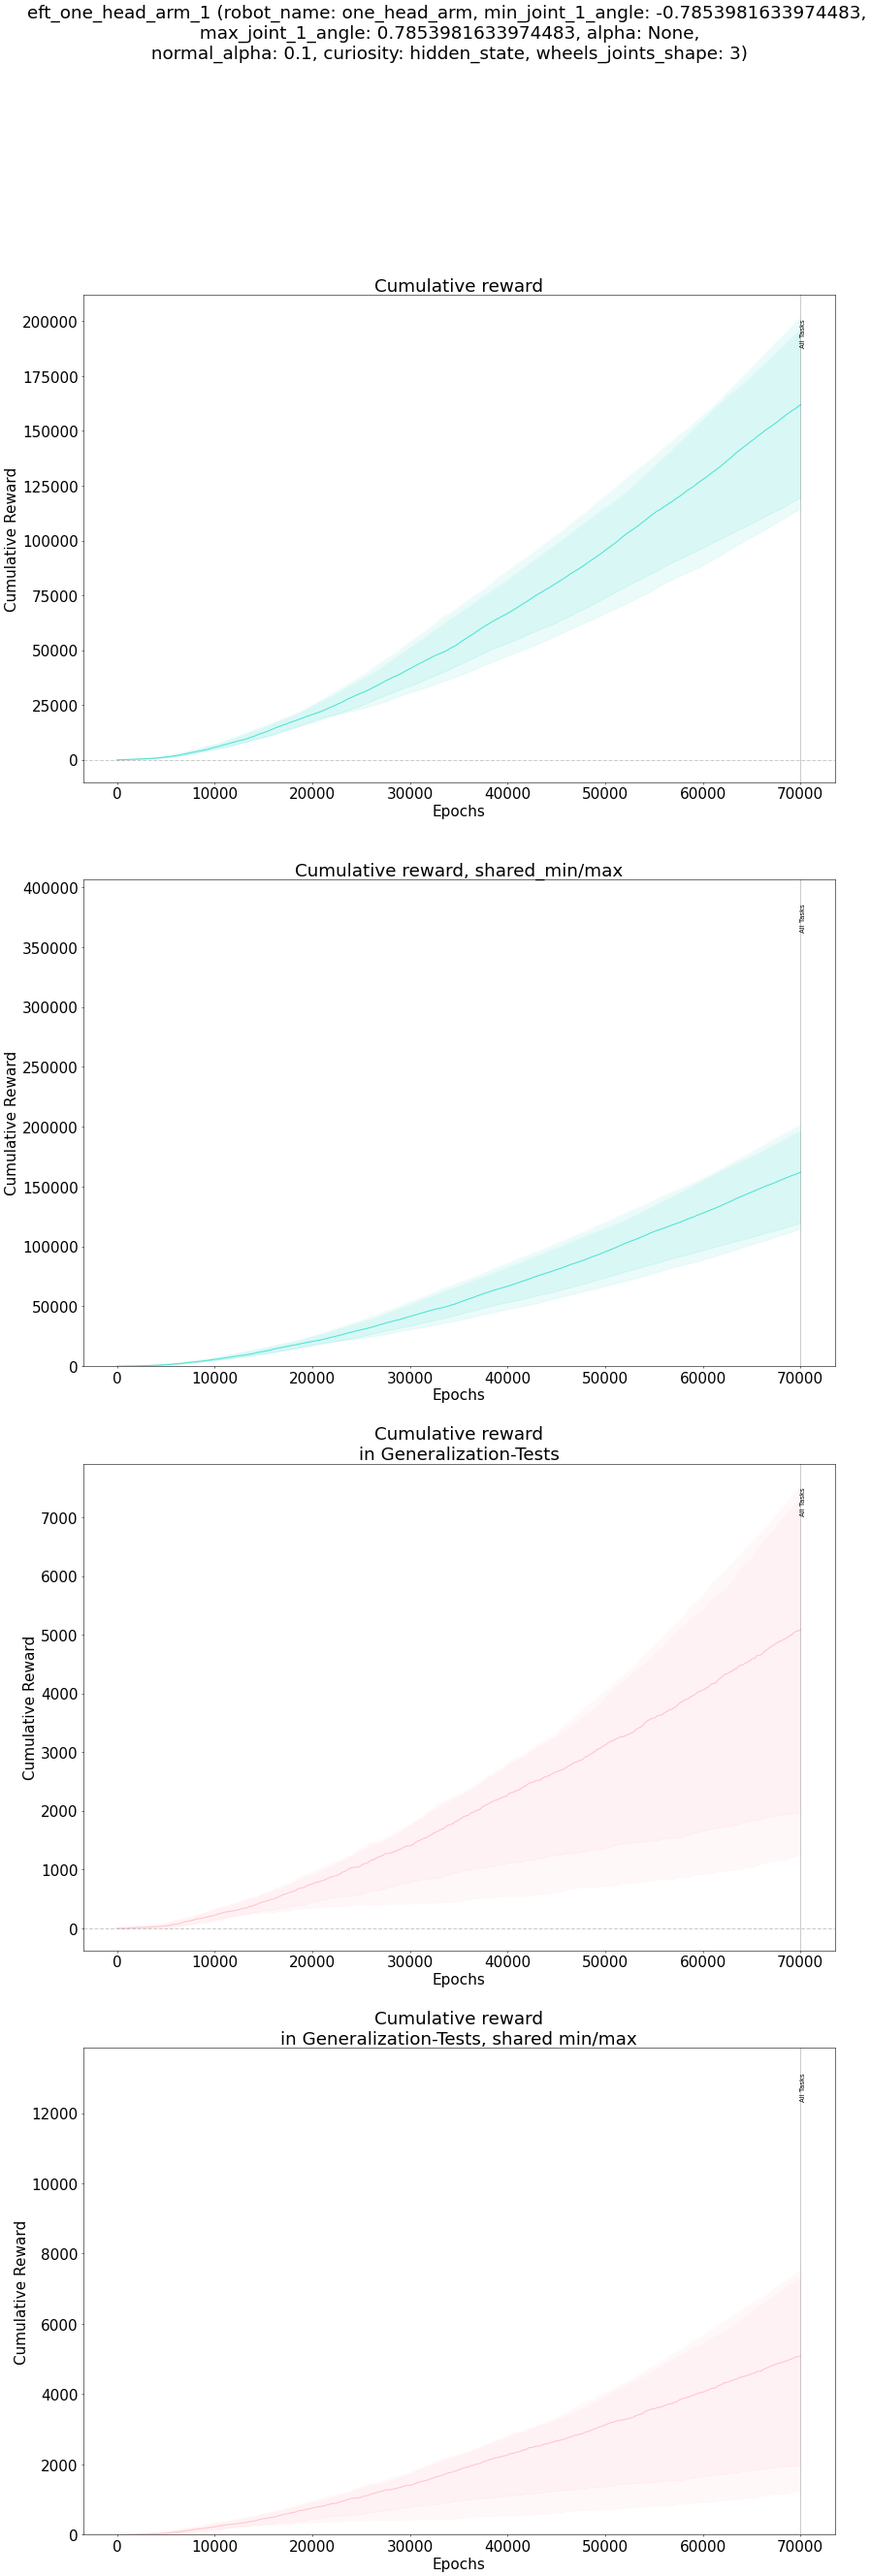 eft_one_head_arm_1 (robot_name: one_head_arm, min_joint_1_angle: -0.7853981633974483,
max_joint_1_angle: 0.7853981633974483, alpha: None,
normal_alpha: 0.1, curiosity: hidden_state, wheels_joints_shape: 3)
Cumulative reward
All Tasks
200000
175000
150000
125000
100000
75000
50000
25000
0
Cumulative Reward
0 10000 20000 30000 40000 50000 60000 70000
Epochs
Cumulative reward, shared_min/max
All Tasks
400000
350000
300000
250000
200000
150000
100000
50000
0
Cumulative Reward
0 10000 20000 30000 40000 50000 60000 70000
Epochs
Cumulative reward
in Generalization-Tests
All Tasks
7000
6000
5000
4000
3000
2000
1000
0
Cumulative Reward
0 10000 20000 30000 40000 50000 60000 70000
Epochs
Cumulative reward
in Generalization-Tests, shared min/max
All Tasks
12000
10000
8000
6000
4000
2000
0
Cumulative Reward
0 10000 20000 30000 40000 50000 60000 70000
Epochs